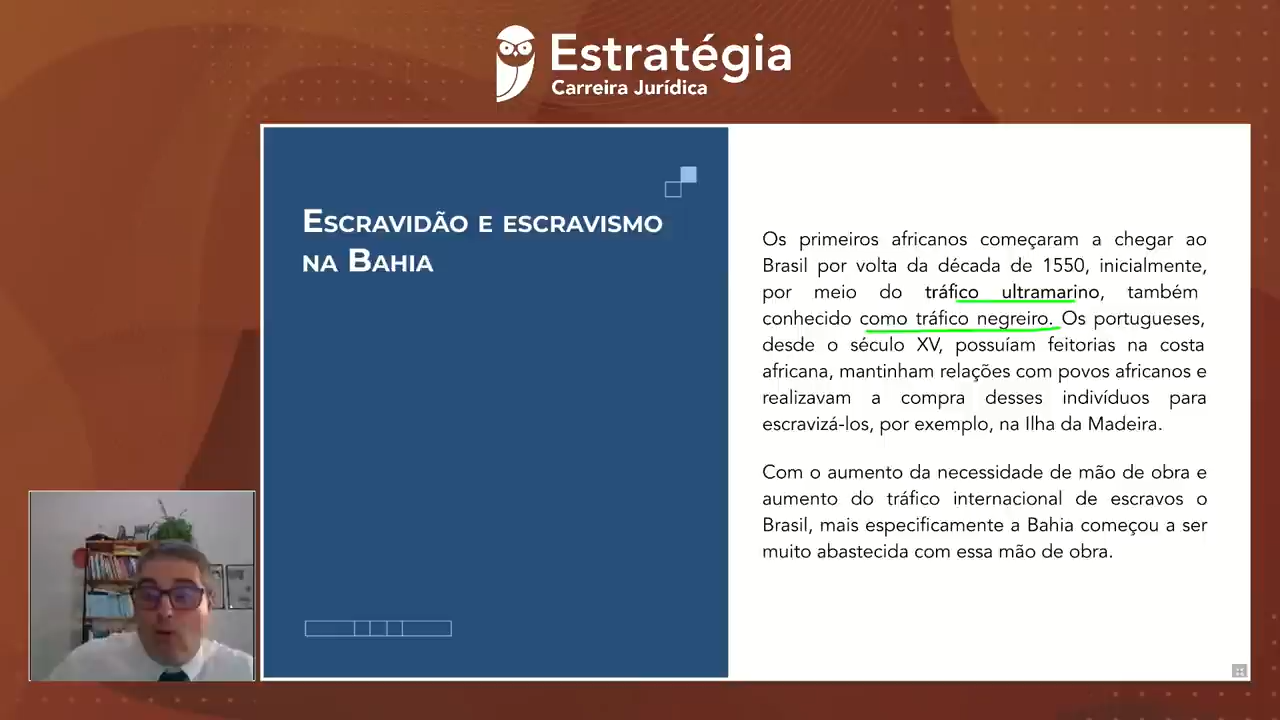 Estratégia
Carreira Jurídica
Escravidão e escravismo
na Bahia
Os primeiros africanos começaram a chegar ao
Brasil por volta da década de 1550, inicialmente,
por meio do tráfico ultramarino, também
conhecido como tráfico negreiro. Os portugueses,
desde o século XV, possuíam feitorias na costa
africana, mantinham relações com povos africanos e
realizavam a compra desses indivíduos para
escravizá-los, por exemplo, na Ilha da Madeira.
Com o aumento da necessidade de mão de obra e
aumento do tráfico internacional de escravos o
Brasil, mais especificamente a Bahia começou a ser
muito abastecida com essa mão de obra.